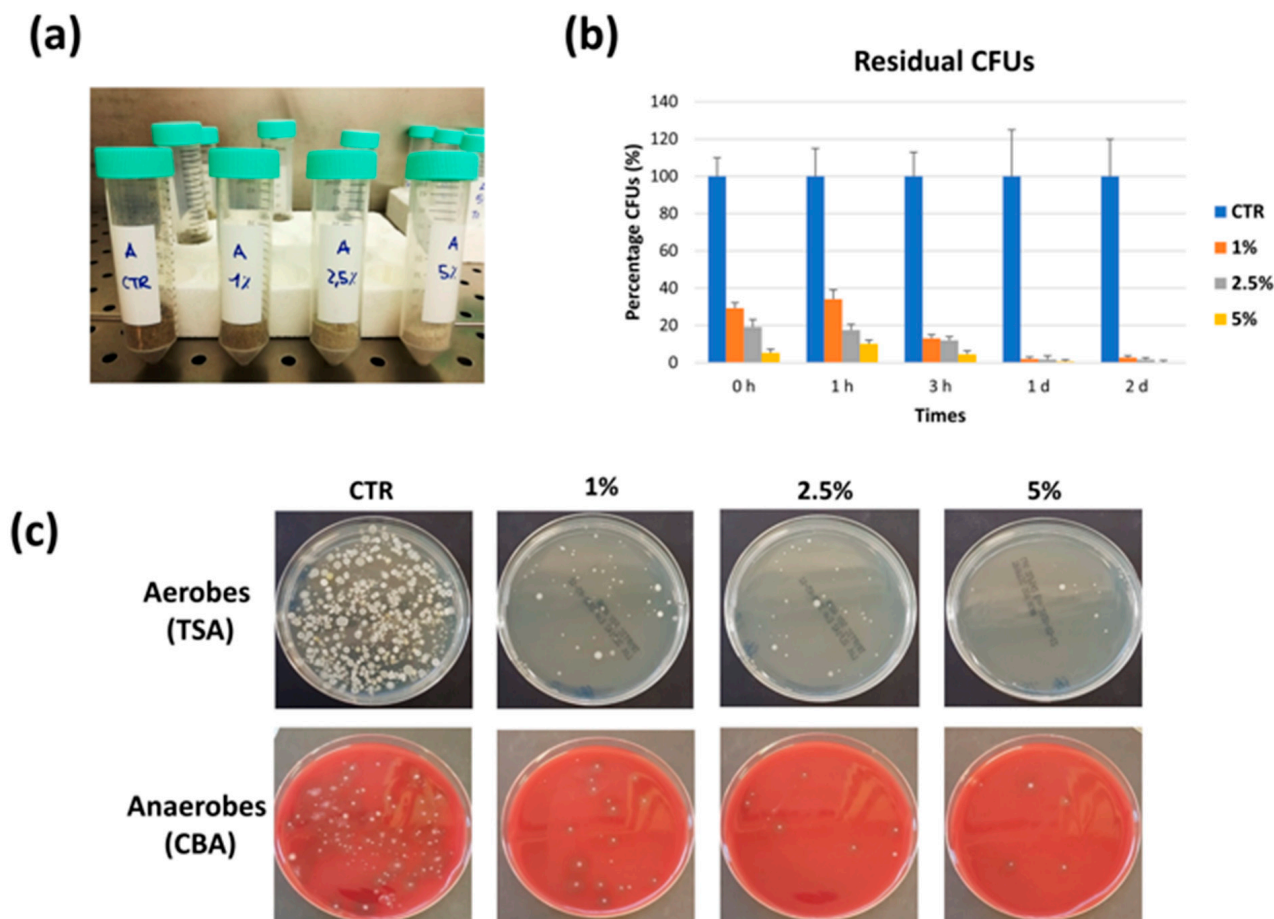 (a)
A
CTR
A
1%
A
2,5%
A
5%
(b)
Residual CFUs
Percentage CFUs (%)
140
120
100
80
60
40
20
0
0 h
1 h
3 h
1 d
2 d
Times
CTR
1%
2.5%
5%
(c)
CTR
1%
2.5%
5%
Aerobes
(TSA)
Anaerobes
(CBA)